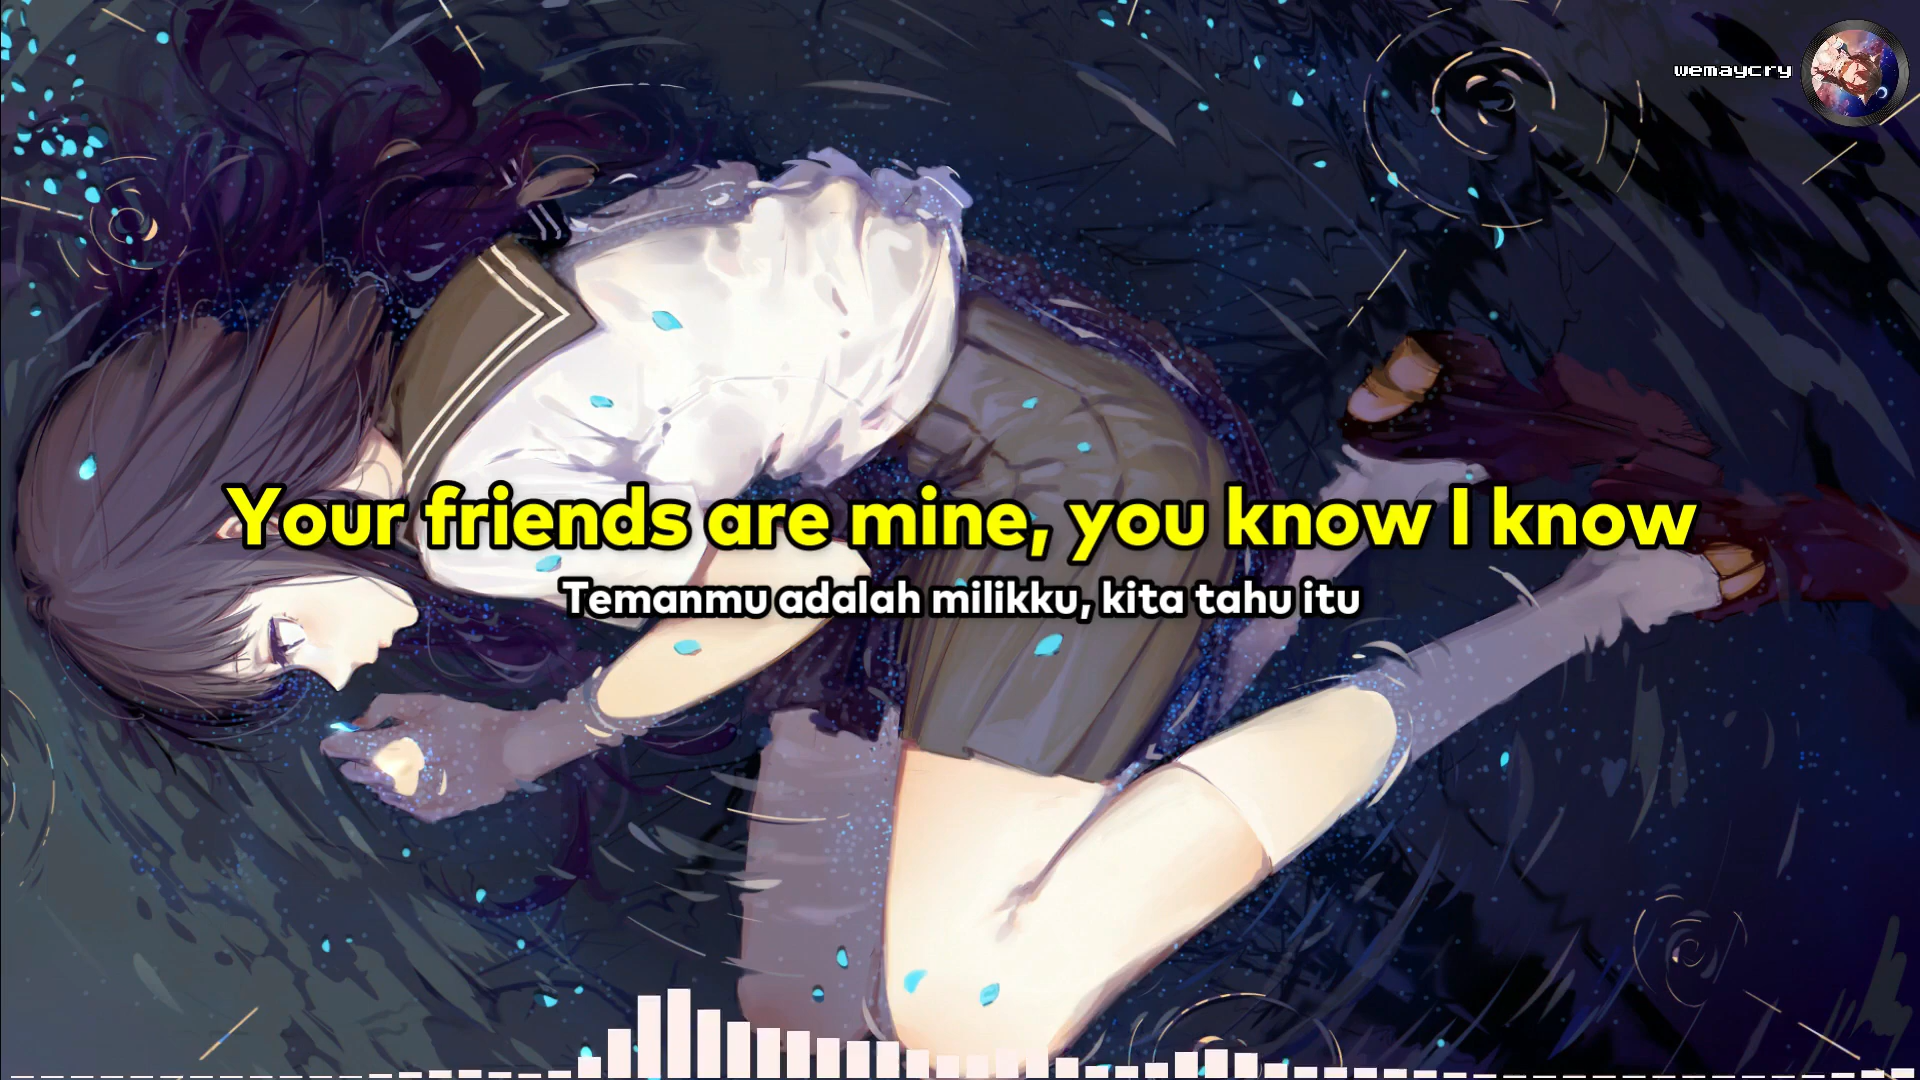 wemaycry
Your friends are mine, you know I know
Temanmu adalah milikku, kita tahu itu